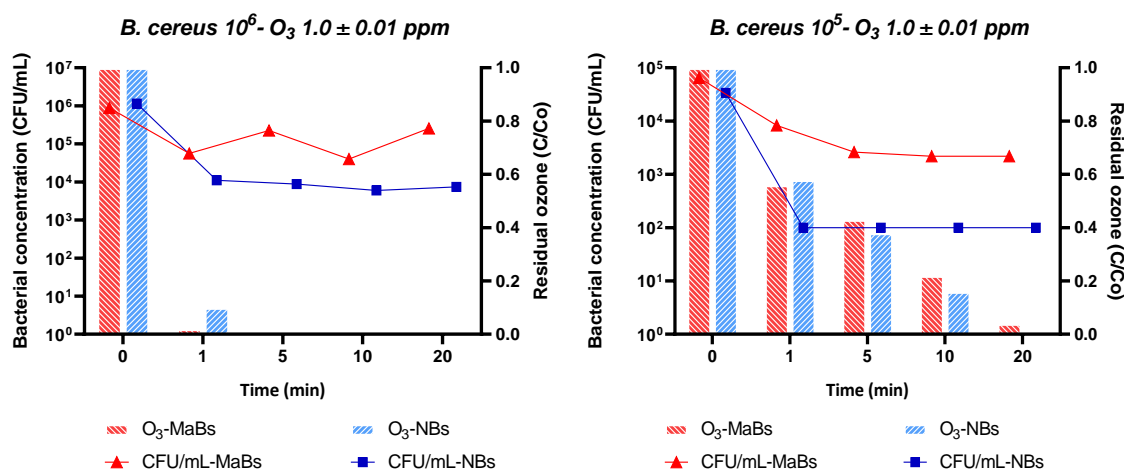 B. cereus 10⁶- O₃ 1.0 ± 0.01 ppm
Bacterial concentration (CFU/mL)
10⁷
10⁶
10⁵
10⁴
10³
10²
10¹
10⁰
1.0
0.8
0.6
0.4
0.2
0.0
Residual ozone (C/Co)
0 1 5 10 20
Time (min)
O₃-MaBs O₃-NBs
CFU/mL-MaBs CFU/mL-NBs
B. cereus 10⁵- O₃ 1.0 ± 0.01 ppm
Bacterial concentration (CFU/mL)
10⁵
10⁴
10³
10²
10¹
10⁰
1.0
0.8
0.6
0.4
0.2
0.0
Residual ozone (C/Co)
0 1 5 10 20
Time (min)
O₃-MaBs O₃-NBs
CFU/mL-MaBs CFU/mL-NBs